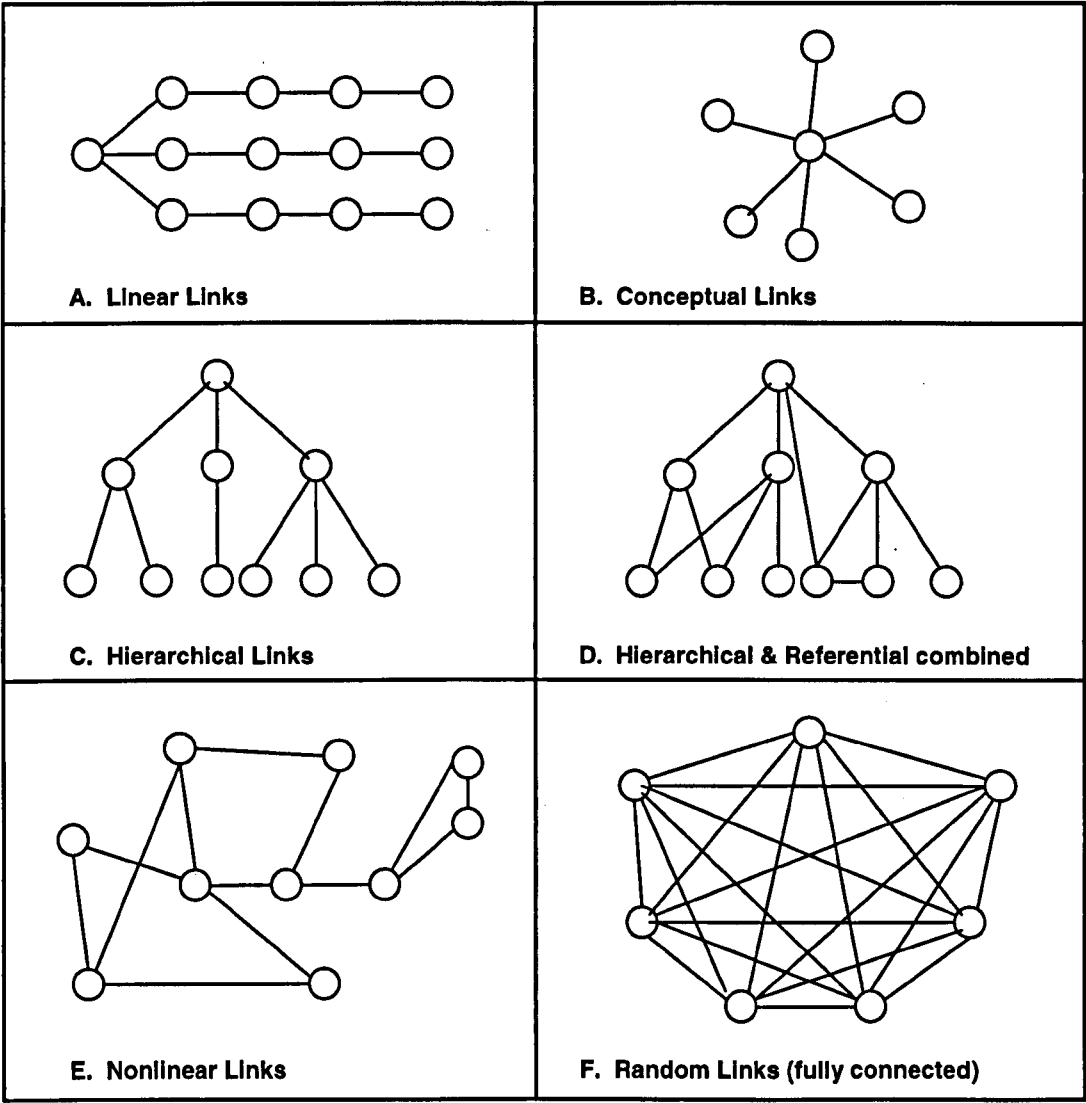 A. Linear Links
B. Conceptual Links
C. Hierarchical Links
D. Hierarchical & Referential combined
E. Nonlinear Links
F. Random Links (fully connected)